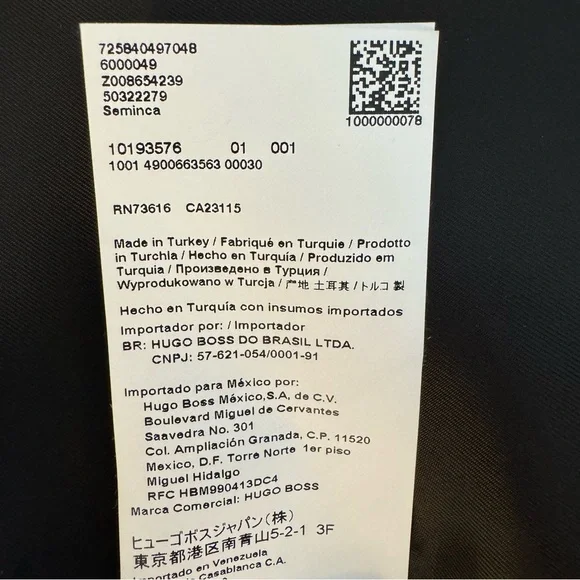 725840497048
6000049
Z008654239
50322279
Seminca
1000000078
10193576 01 001
1001 4900663563 00030
RN73616 CA23115
Made in Turkey / Fabriqué en Turquie / Prodotto
in Turchia / Hecho en Turquía / Produzido em
Turquia / Произведено в Турции /
Wyprodukowano w Turcja / 产地 土耳其 / トルコ 製
Hecho en Turquía con insumos importados
Importador por: / Importador
BR: HUGO BOSS DO BRASIL LTDA.
CNPJ: 57-621-054/0001-91
Importado para México por:
Hugo Boss México,S.A, de C.V.
Boulevard Miguel de Cervantes
Saavedra No. 301
Col. Ampliación Granada, C.P. 11520
Mexico, D.F. Torre Norte 1er piso
Miguel Hidalgo
RFC HBM990413DC4
Marca Comercial: HUGO BOSS
ヒューゴボスジャパン(株)
東京都港区南青山5-2-1 3F
Importado en Venezuela
Casablanca C.A.